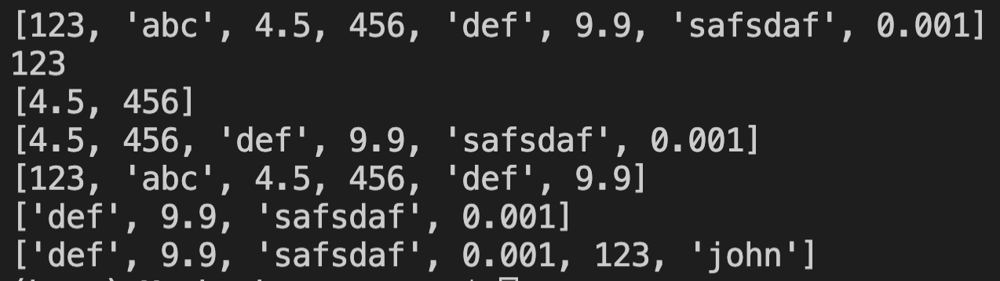 [123, 'abc', 4.5, 456, 'def', 9.9, 'safsdaf', 0.001]
123
[4.5, 456]
[4.5, 456, 'def', 9.9, 'safsdaf', 0.001]
[123, 'abc', 4.5, 456, 'def', 9.9]
['def', 9.9, 'safsdaf', 0.001]
['def', 9.9, 'safsdaf', 0.001, 123, 'john']